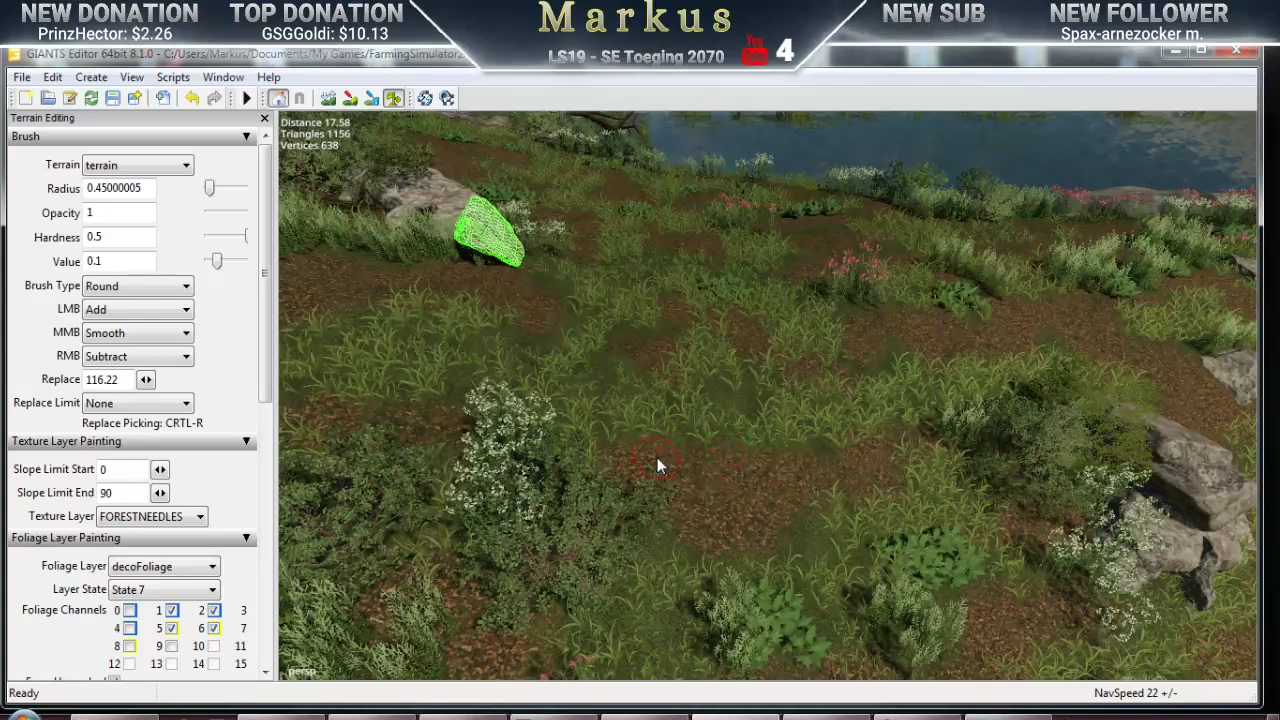 NEW DONATION
PrinzHector: $2.26
TOP DONATION
GSGGoldi: $10.13
Markus
LS19 - SE Toeging 2070
You
Tube
4
NEW SUB
NEW FOLLOWER
Spax-arnezocker m.
GIANTS Editor 64bit 8.1.0 - C:/Users/Markus/Documents/My Games/FarmingSimulator2
File Edit Create View Scripts Window Help
Terrain Editing
Brush
Terrain terrain
Radius 0.45000005
Opacity 1
Hardness 0.5
Value 0.1
Brush Type Round
LMB Add
MMB Smooth
RMB Subtract
Replace 116.22
Replace Limit None
Replace Picking: CRTL-R
Texture Layer Painting
Slope Limit Start 0
Slope Limit End 90
Texture Layer FORESTNEEDLES
Foliage Layer Painting
Foliage Layer decoFoliage
Layer State State 7
Foliage Channels 0 1 2 3
4 5 6 7
8 9 10 11
12 13 14 15
Distance 17.58
Triangles 1156
Vertices 638
persp
Ready
NavSpeed 22 +/-